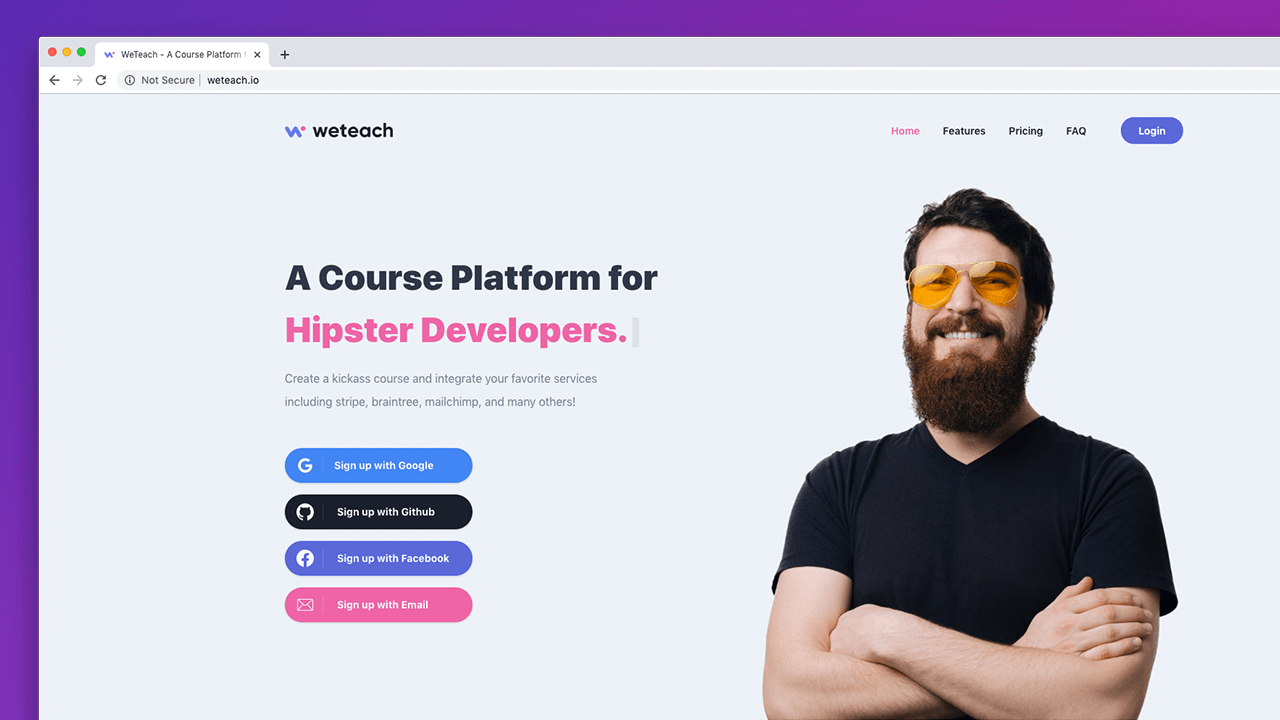 WeTeach - A Course Platform
Not Secure
weteach.io
weteach
Home
Features
Pricing
FAQ
Login
A Course Platform for
Hipster Developers.
Create a kickass course and integrate your favorite services
including stripe, braintree, mailchimp, and many others!
Sign up with Google
Sign up with Github
Sign up with Facebook
Sign up with Email